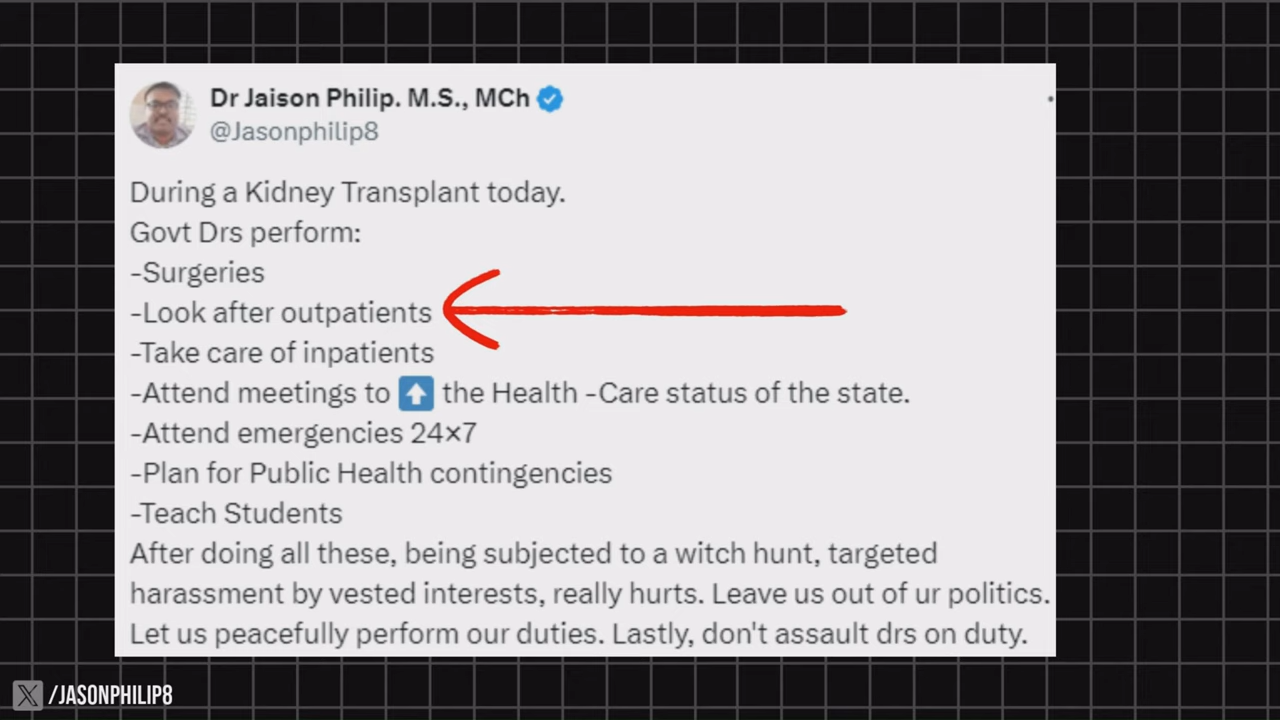 Dr Jaison Philip. M.S., MCh
@Jasonphilip8
During a Kidney Transplant today.
Govt Drs perform:
-Surgeries
-Look after outpatients
-Take care of inpatients
-Attend meetings to ⬆ the Health -Care status of the state.
-Attend emergencies 24×7
-Plan for Public Health contingencies
-Teach Students
After doing all these, being subjected to a witch hunt, targeted
harassment by vested interests, really hurts. Leave us out of ur politics.
Let us peacefully perform our duties. Lastly, don't assault drs on duty.
X /JASONPHILIP8